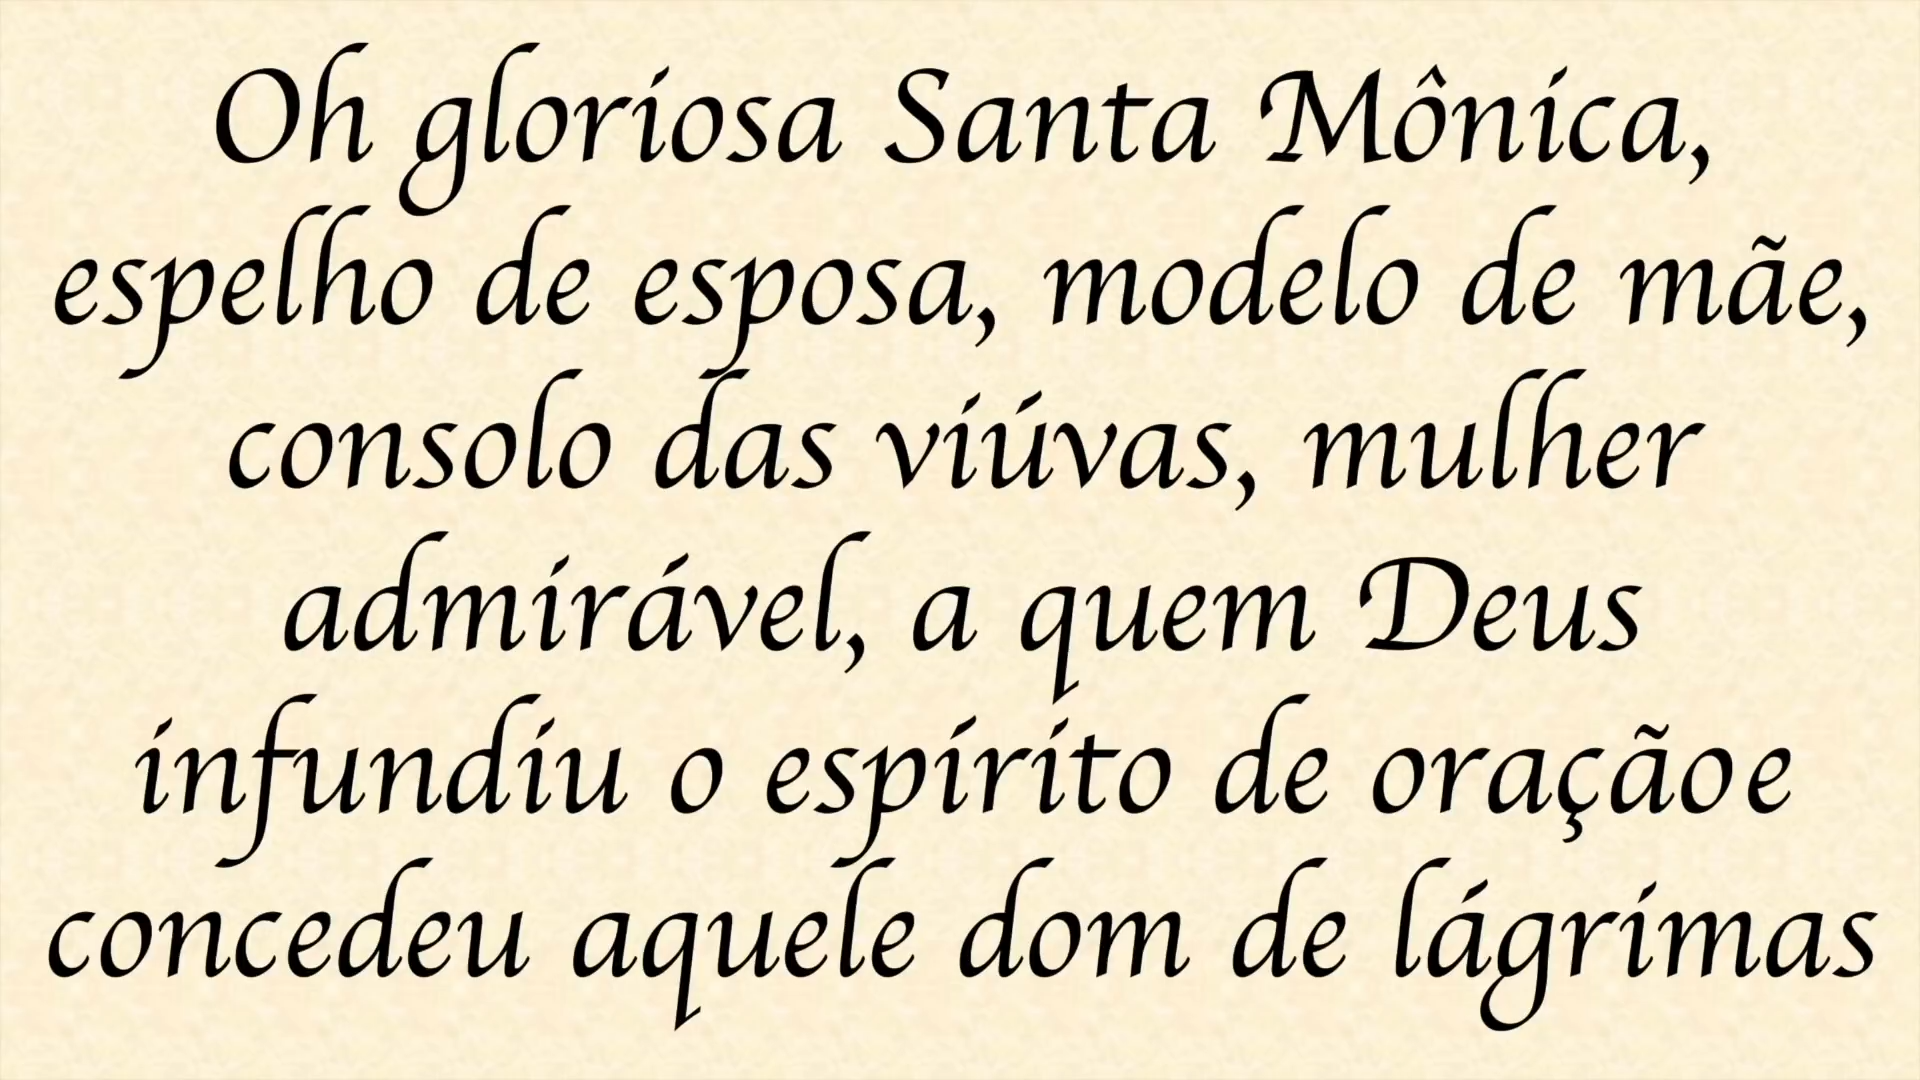 Oh gloriosa Santa Mônica,
espelho de esposa, modelo de mãe,
consolo das viúvas, mulher
admirável, a quem Deus
infundiu o espírito de oraçãoe
concedeu aquele dom de lágrimas